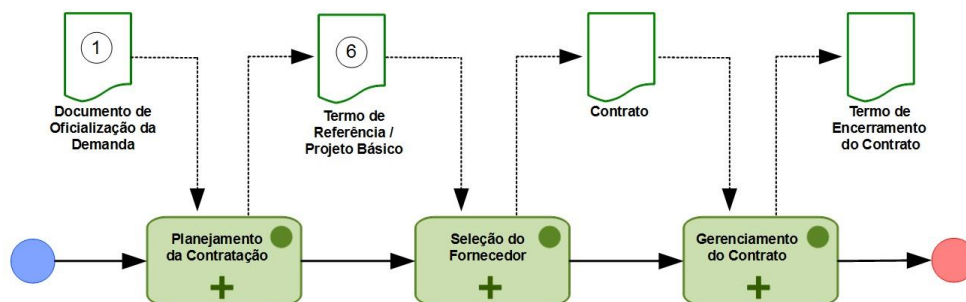 1
Documento de
Oficialização da
Demanda
6
Termo de
Referência /
Projeto Básico
Contrato
Termo de
Encerramento
do Contrato
Planejamento
da Contratação
Seleção do
Fornecedor
Gerenciamento
do Contrato